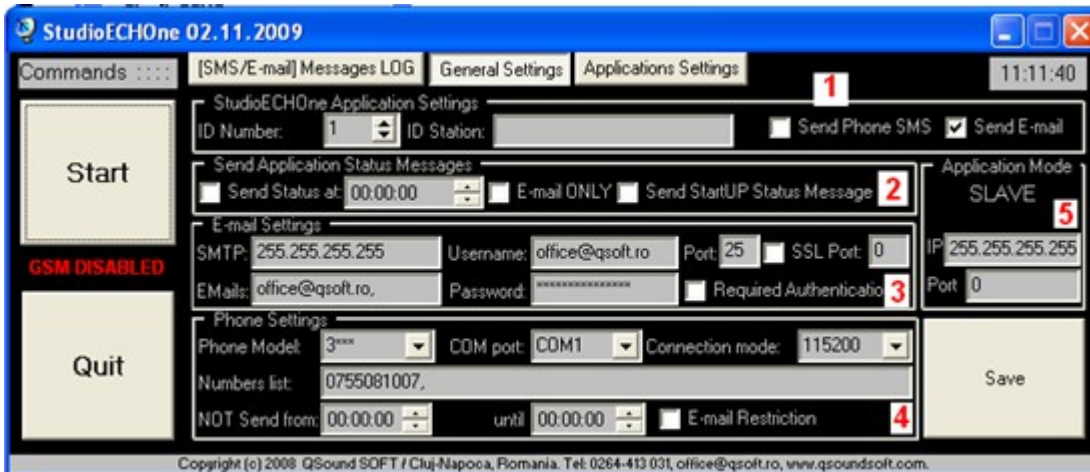 StudioECHOne 02.11.2009
Commands ::::
[SMS/E-mail] Messages LOG
General Settings
Applications Settings
11:11:40
Start
GSM DISABLED
Quit
StudioECHOne Application Settings
1
ID Number: 1 ID Station: Send Phone SMS Send E-mail
Send Application Status Messages
Send Status at: 00:00:00 E-mail ONLY Send StartUP Status Message 2
E-mail Settings
SMTP: 255.255.255.255 Username: office@qsoft.ro Port: 25 SSL Port: 0
EMails: office@qsoft.ro, Password: *************** Required Authenticatio 3
Phone Settings
Phone Model: 3*** COM port: COM1 Connection mode: 115200
Numbers list: 0755081007,
NOT Send from: 00:00:00 until 00:00:00 E-mail Restriction 4
Application Mode
SLAVE
5
IP 255.255.255.255
Port 0
Save
Copyright (c) 2008 QSound SOFT / Cluj-Napoca, Romania. Tel: 0264-413 031, office@qsoft.ro, www.qsoundsoft.com.